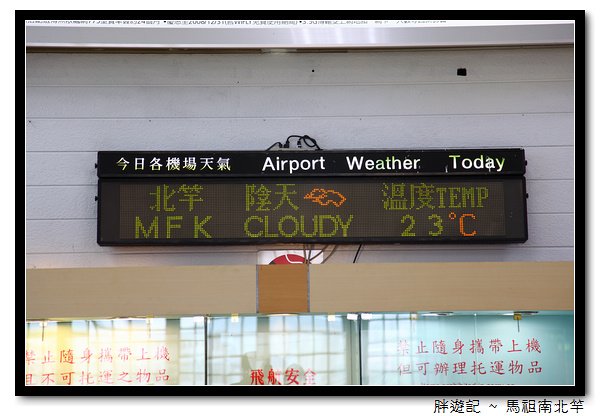 今日各機場天氣 Airport Weather Today
北竿 陰天 溫度TEMP
MFK CLOUDY 23°C
禁止隨身攜帶上機
但不可託運之物品
飛航安全
禁止隨身攜帶上機
但可辦理托運物品
胖遊記 ~ 馬祖南北竿